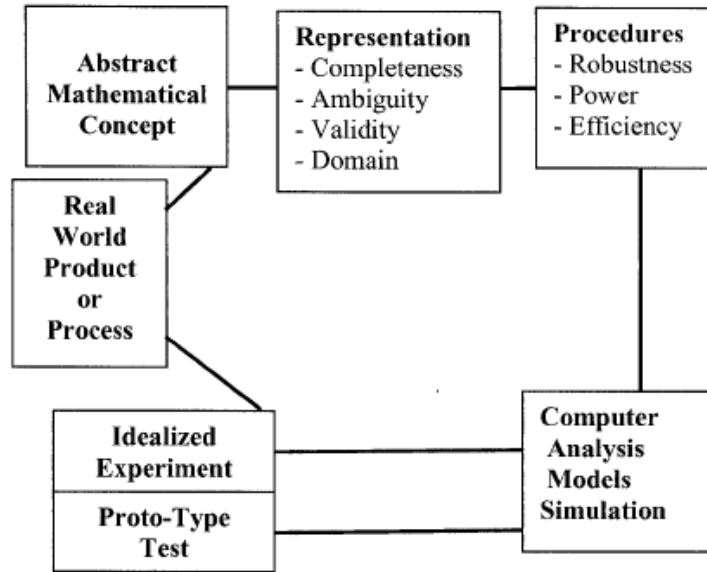 Abstract
Mathematical
Concept
Representation
- Completeness
- Ambiguity
- Validity
- Domain
Procedures
- Robustness
- Power
- Efficiency
Real
World
Product
or
Process
Idealized
Experiment
Proto-Type
Test
Computer
Analysis
Models
Simulation